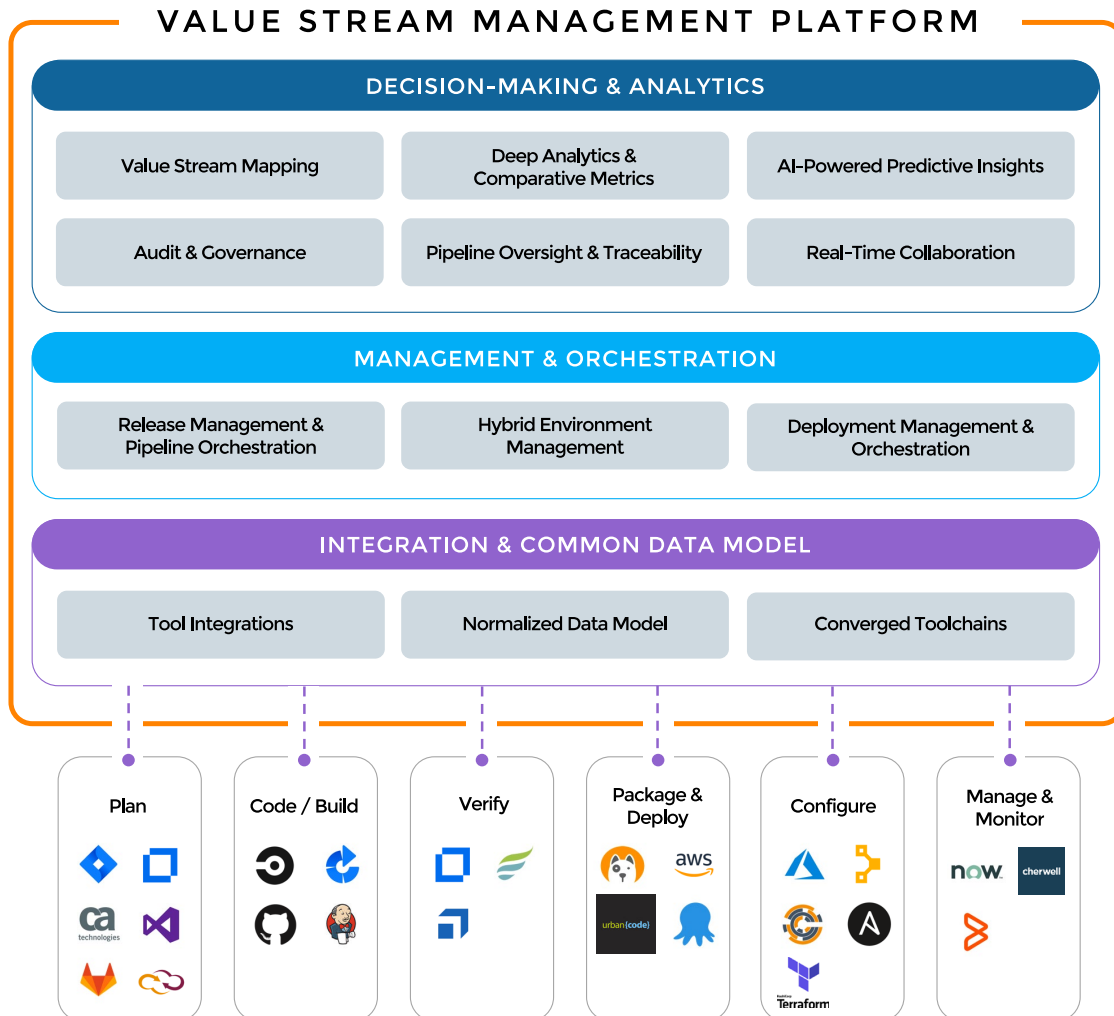 VALUE STREAM MANAGEMENT PLATFORM
DECISION-MAKING & ANALYTICS
Value Stream Mapping
Deep Analytics &
Comparative Metrics
AI-Powered Predictive Insights
Audit & Governance
Pipeline Oversight & Traceability
Real-Time Collaboration
MANAGEMENT & ORCHESTRATION
Release Management &
Pipeline Orchestration
Hybrid Environment
Management
Deployment Management &
Orchestration
INTEGRATION & COMMON DATA MODEL
Tool Integrations
Normalized Data Model
Converged Toolchains
Plan
ca
technologies
Code / Build
Verify
Package &
Deploy
aws
urban{code}
Configure
A
HashiCorp
Terraform
Manage &
Monitor
now
cherwell